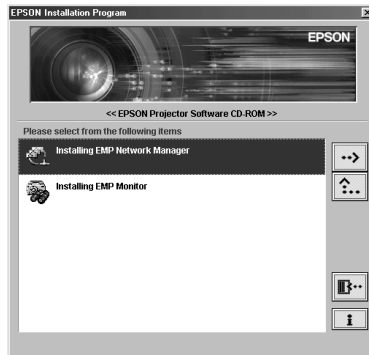 EPSON Installation Program
EPSON
<< EPSON Projector Software CD-ROM >>
Please select from the following items
Installing EMP Network Manager
Installing EMP Monitor